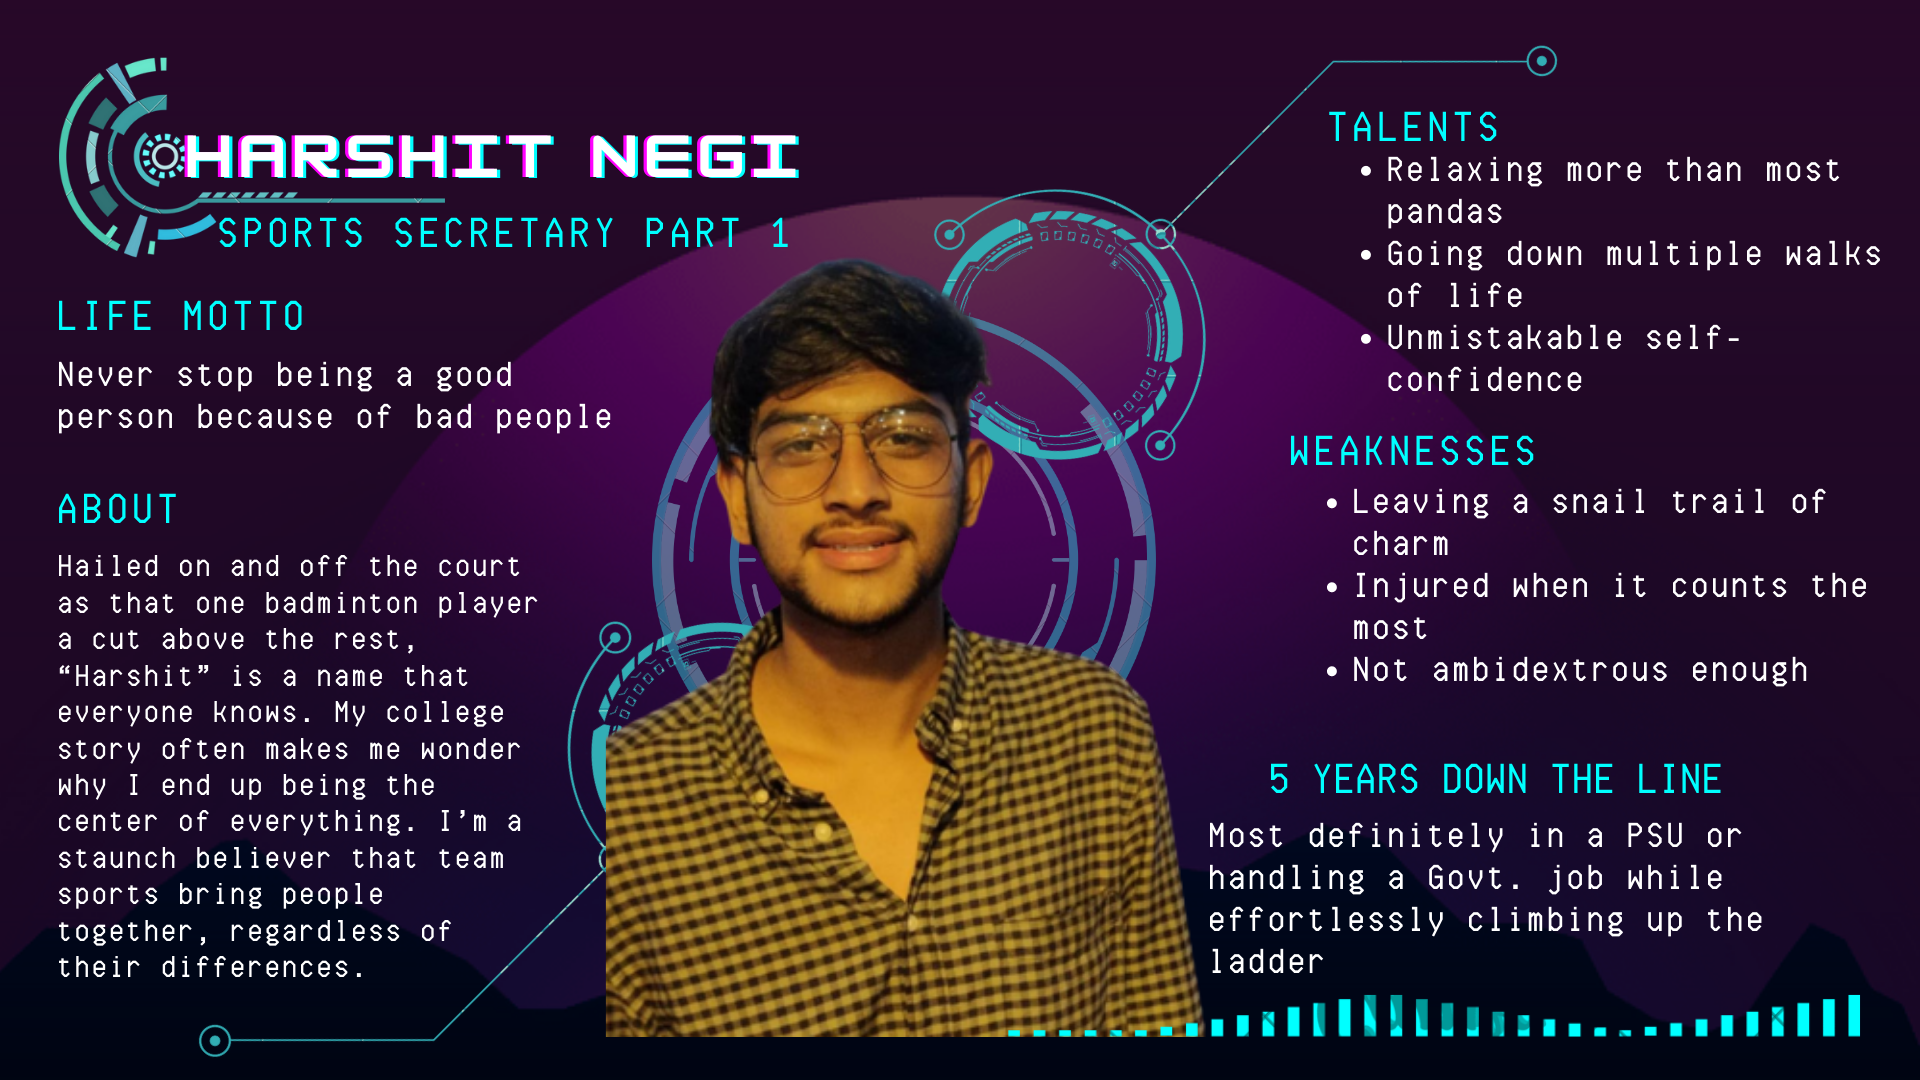 HARSHIT NEGI
SPORTS SECRETARY PART 1
LIFE MOTTO
Never stop being a good
person because of bad people
ABOUT
Hailed on and off the court
as that one badminton player
a cut above the rest,
“Harshit” is a name that
everyone knows. My college
story often makes me wonder
why I end up being the
center of everything. I’m a
staunch believer that team
sports bring people
together, regardless of
their differences.
TALENTS
• Relaxing more than most
pandas
• Going down multiple walks
of life
• Unmistakable self-
confidence
WEAKNESSES
• Leaving a snail trail of
charm
• Injured when it counts the
most
• Not ambidextrous enough
5 YEARS DOWN THE LINE
Most definitely in a PSU or
handling a Govt. job while
effortlessly climbing up the
ladder